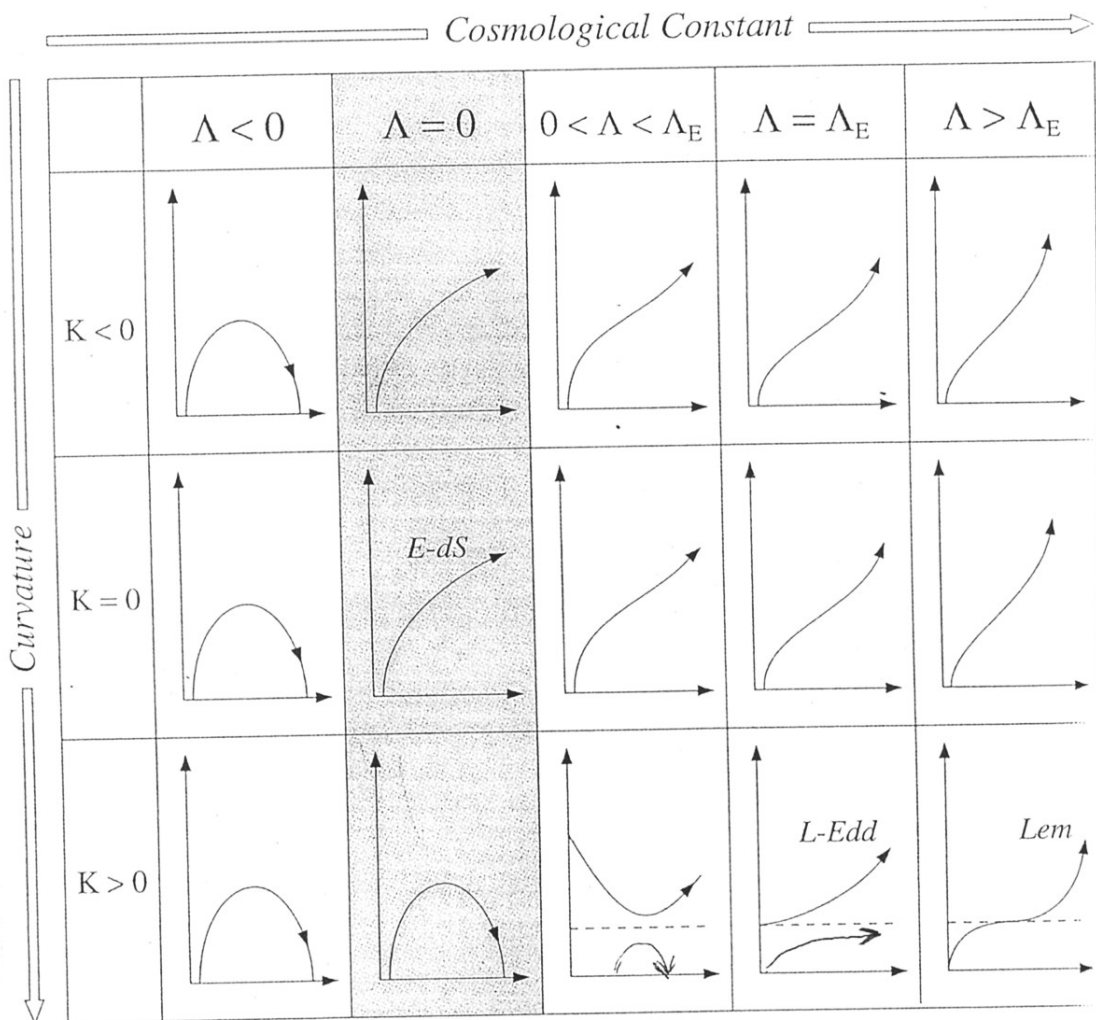 Cosmological Constant
Λ < 0
Λ = 0
0 < Λ < Λ_E
Λ = Λ_E
Λ > Λ_E
Curvature
K < 0
K = 0
E-dS
K > 0
L-Edd
Lem